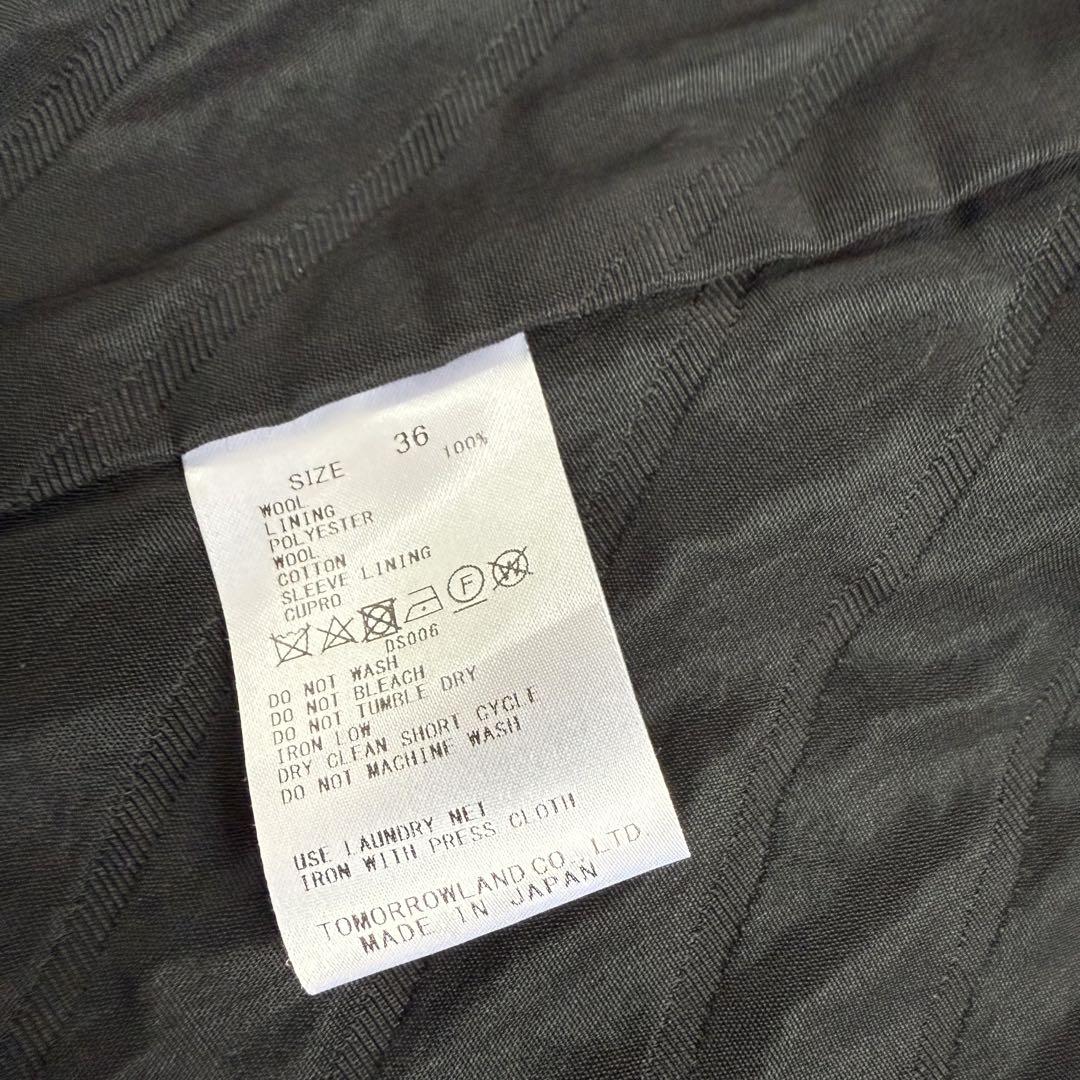 SIZE 36
WOOL 100%
LINING
POLYESTER
WOOL
COTTON
SLEEVE LINING
CUPRO
F W
DS006
DO NOT WASH
DO NOT BLEACH
DO NOT TUMBLE DRY
IRON LOW
DRY CLEAN SHORT CYCLE
DO NOT MACHINE WASH
USE LAUNDRY NET
IRON WITH PRESS CLOTH
TOMORROWLAND CO., LTD.
MADE IN JAPAN